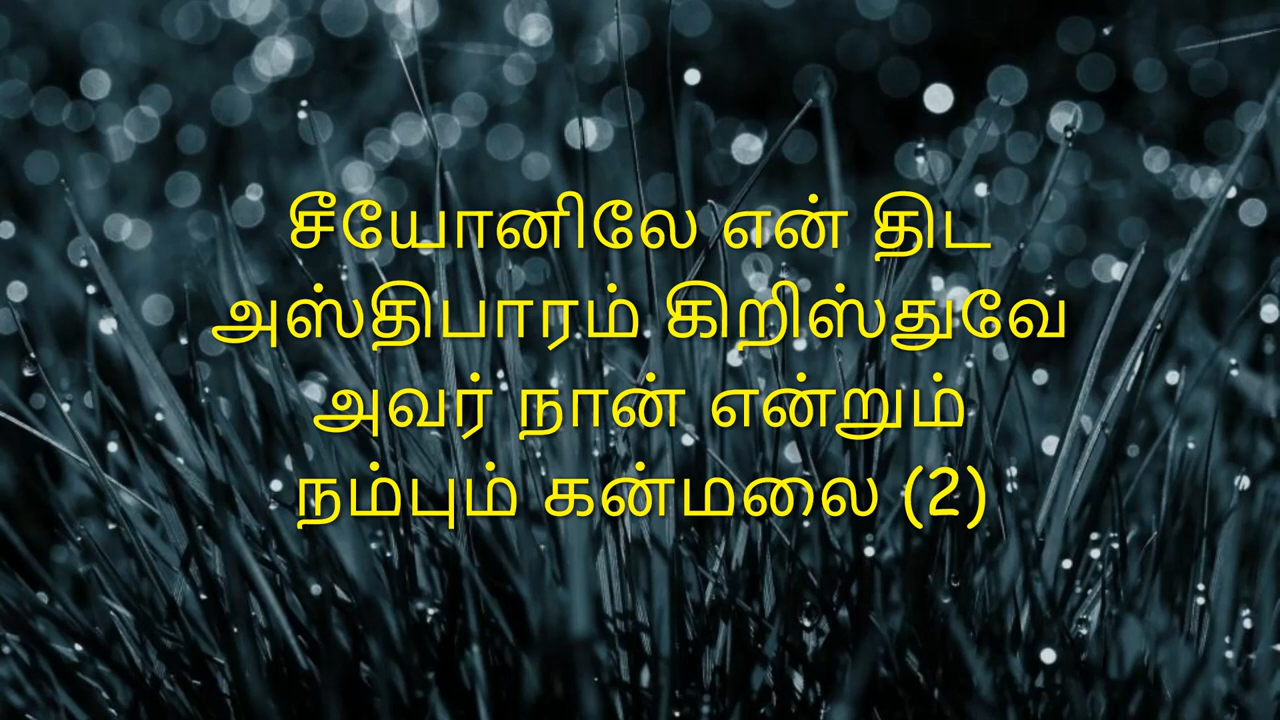 சீயோனிலே என் திட
அஸ்திபாரம் கிறிஸ்துவே
அவர் நான் என்றும்
நம்பும் கன்மலை (2)